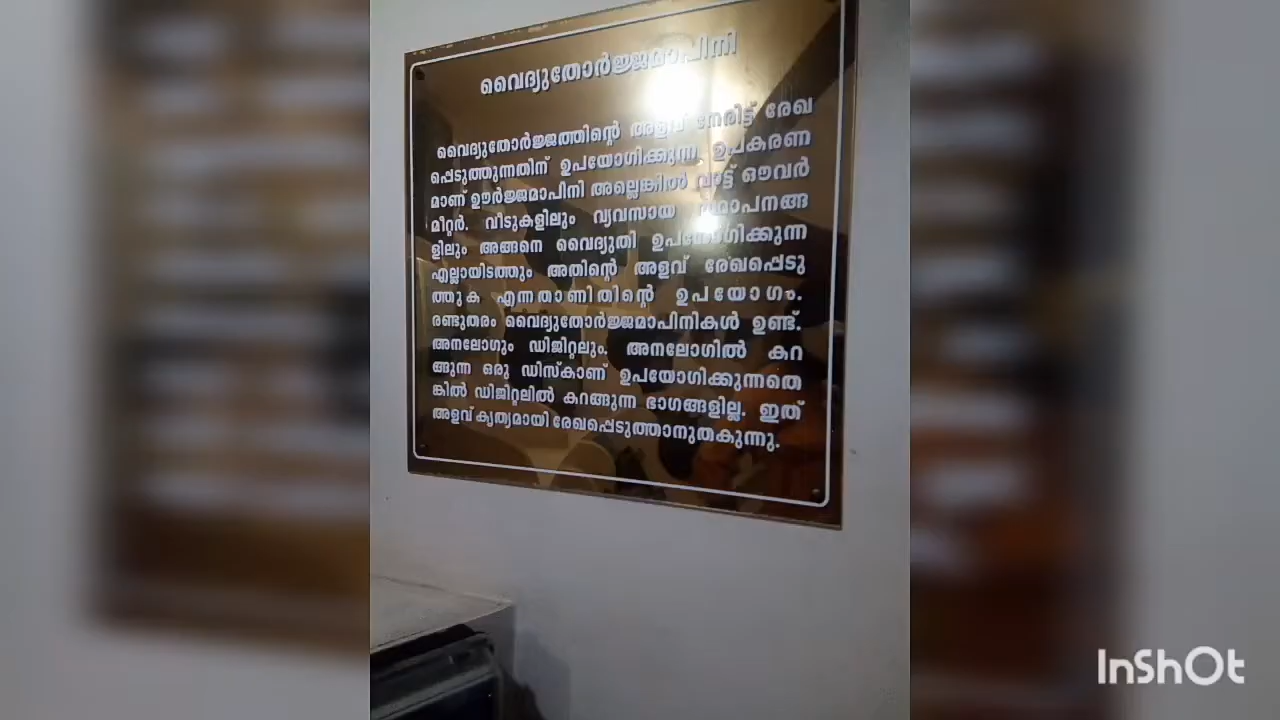 വൈദ്യുതോർജ്ജമാപിനി
വൈദ്യുതോർജ്ജത്തിന്റെ അളവ് നേരിട്ട് രേഖ
പ്പെടുത്തുന്നതിന് ഉപയോഗിക്കുന്ന ഉപകരണ
മാണ് ഊർജ്ജമാപിനി അല്ലെങ്കിൽ വാട്ട് ഔവർ
മീറ്റർ. വീടുകളിലും വ്യവസായ സ്ഥാപനങ്ങ
ളിലും അങ്ങനെ വൈദ്യുതി ഉപയോഗിക്കുന്ന
എല്ലായിടത്തും അതിന്റെ അളവ് രേഖപ്പെടു
ത്തുക എന്നതാണിതിന്റെ ഉപയോഗം.
രണ്ടുതരം വൈദ്യുതോർജ്ജമാപിനികൾ ഉണ്ട്.
അനലോഗും ഡിജിറ്റലും. അനലോഗിൽ കറ
ങ്ങുന്ന ഒരു ഡിസ്കാണ് ഉപയോഗിക്കുന്നതെ
ങ്കിൽ ഡിജിറ്റലിൽ കറങ്ങുന്ന ഭാഗങ്ങളില്ല. ഇത്
അളവ് കൃത്യമായി രേഖപ്പെടുത്താനുതകുന്നു.
InShOt